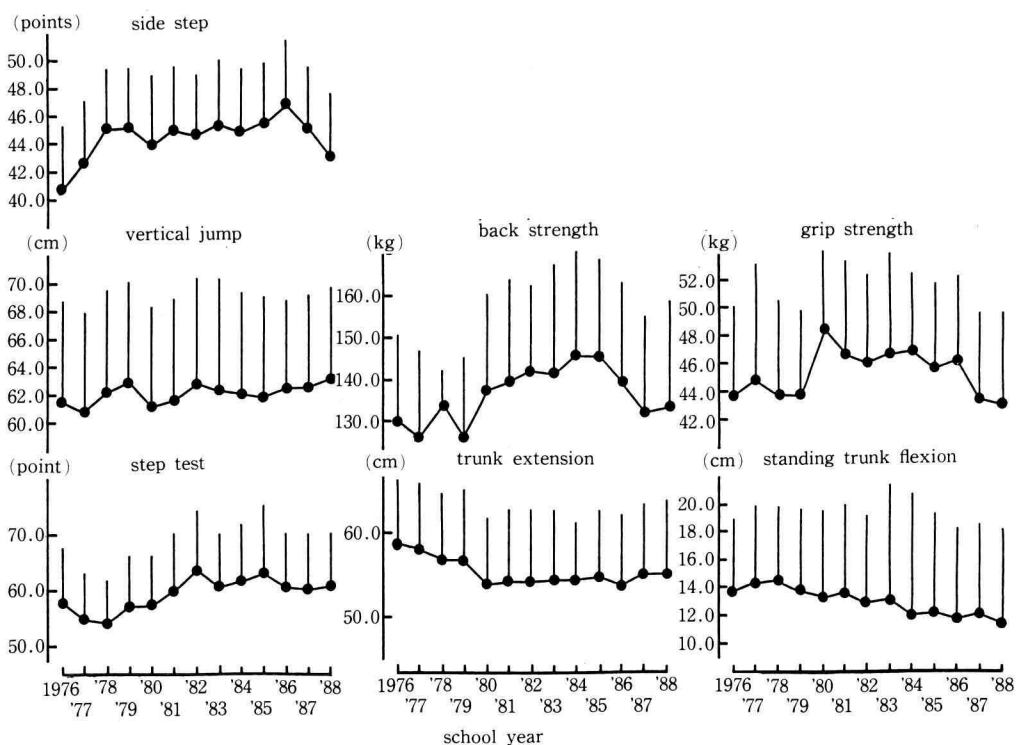 (points) side step
50.0
48.0
46.0
44.0
42.0
40.0
(cm) vertical jump
70.0
68.0
66.0
64.0
62.0
60.0
(kg) back strength
160.0
150.0
140.0
130.0
(kg) grip strength
52.0
50.0
48.0
46.0
44.0
42.0
(point) step test
70.0
60.0
50.0
1976 '78 '80 '82 '84 '86 '88
'77 '79 '81 '83 '85 '87
(cm) trunk extension
60.0
50.0
1976 '78 '80 '82 '84 '86 '88
'77 '79 '81 '83 '85 '87
(cm) standing trunk flexion
20.0
18.0
16.0
14.0
12.0
10.0
1976 '78 '80 '82 '84 '86 '88
'77 '79 '81 '83 '85 '87
school year